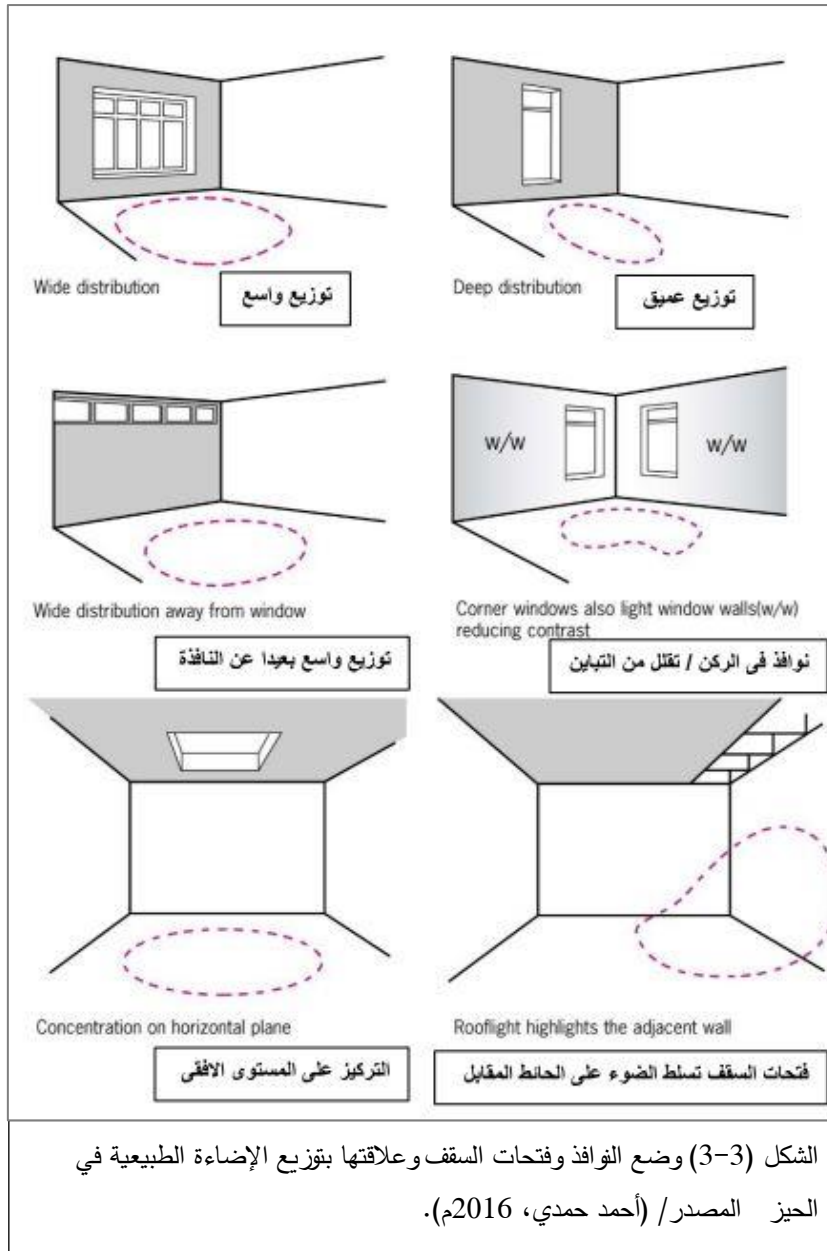 Wide distribution
توزيع واسع
Deep distribution
توزيع عميق
Wide distribution away from window
توزيع واسع بعيدا عن النافذة
w/w
w/w
Corner windows also light window walls(w/w)
reducing contrast
نوافذ فى الركن / تقلل من التباين
Concentration on horizontal plane
التركيز على المستوى الافقى
Rooflight highlights the adjacent wall
فتحات السقف تسلط الضوء على الحائط المقابل
الشكل (3-3) وضع النوافذ وفتحات السقف وعلاقتها بتوزيع الإضاءة الطبيعية في
الحيز المصدر/ (أحمد حمدي، 2016م).